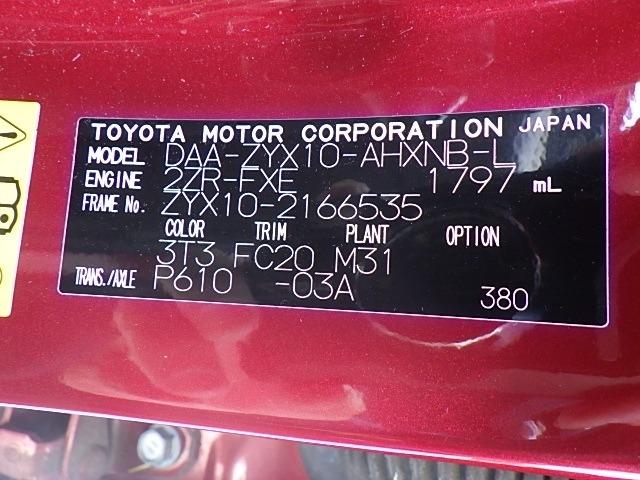 TOYOTA MOTOR CORPORATION JAPAN
MODEL DAA-ZYX10-AHXNB-L
ENGINE 2ZR-FXE 1797 mL
FRAME No. ZYX10-2166535
COLOR TRIM PLANT OPTION
3T3 FC20 M31
TRANS./AXLE P610 -03A 380